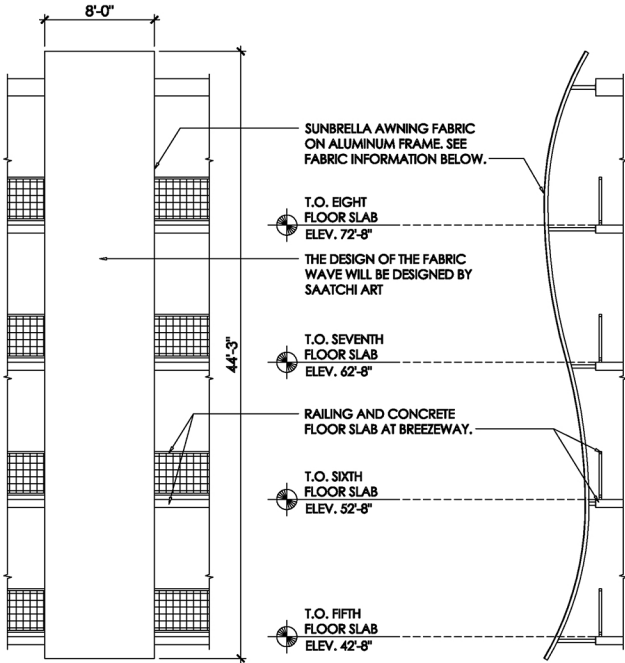 8'-0"
SUNBRELLA AWNING FABRIC
ON ALUMINUM FRAME. SEE
FABRIC INFORMATION BELOW.
T.O. EIGHT
FLOOR SLAB
ELEV. 72'-8"
THE DESIGN OF THE FABRIC
WAVE WILL BE DESIGNED BY
SAATCHI ART
44'-3"
T.O. SEVENTH
FLOOR SLAB
ELEV. 62'-8"
RAILING AND CONCRETE
FLOOR SLAB AT BREEZEWAY.
T.O. SIXTH
FLOOR SLAB
ELEV. 52'-8"
T.O. FIFTH
FLOOR SLAB
ELEV. 42'-8"